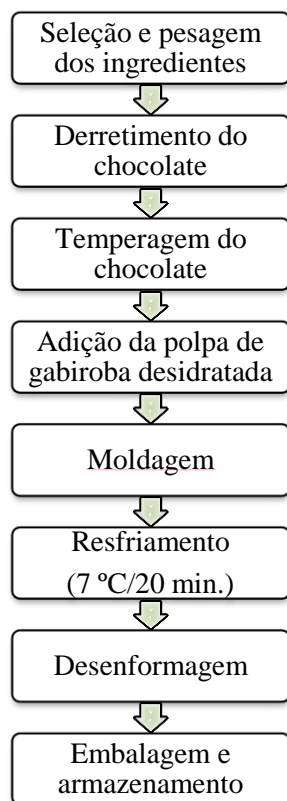 Seleção e pesagem
dos ingredientes
Derretimento do
chocolate
Temperagem do
chocolate
Adição da polpa de
gabiroba desidratada
Moldagem
Resfriamento
(7 ºC/20 min.)
Desenformagem
Embalagem e
armazenamento